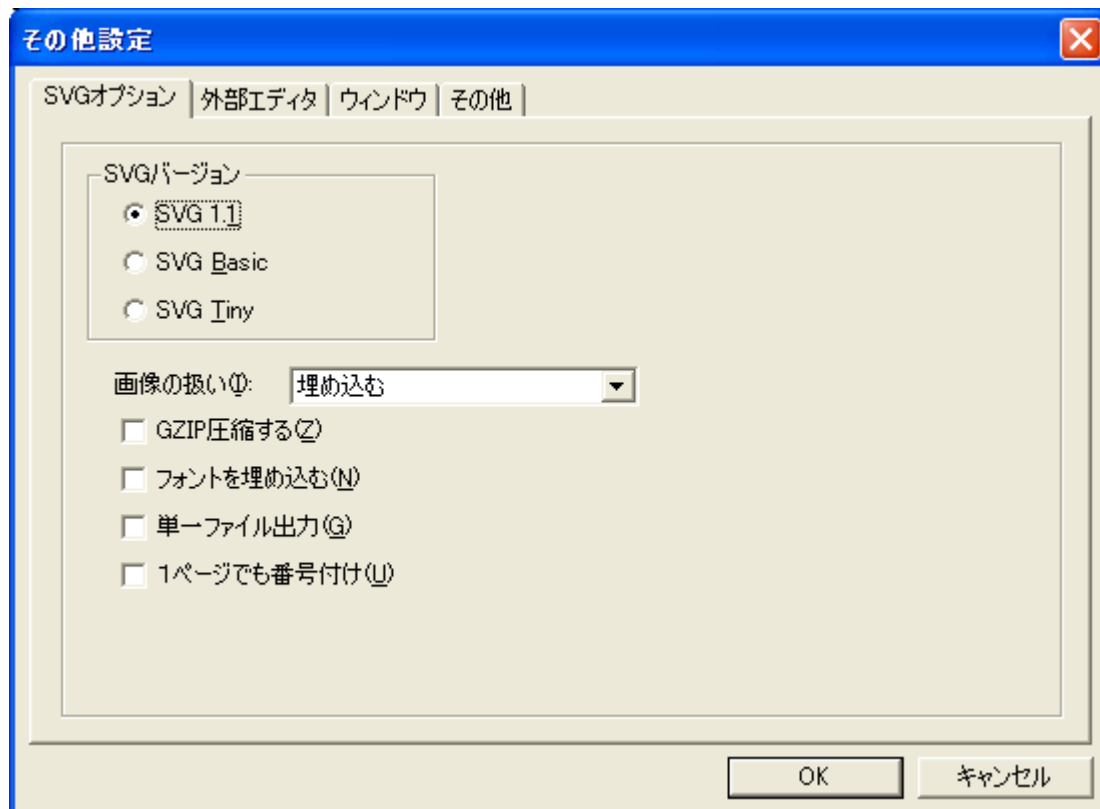 その他設定
SVGオプション 外部エディタ ウィンドウ その他
SVGバージョン
SVG 1.1
SVG Basic
SVG Tiny
画像の扱い(I): 埋め込む
GZIP圧縮する(Z)
フォントを埋め込む(N)
単一ファイル出力(G)
1ページでも番号付け(U)
OK キャンセル